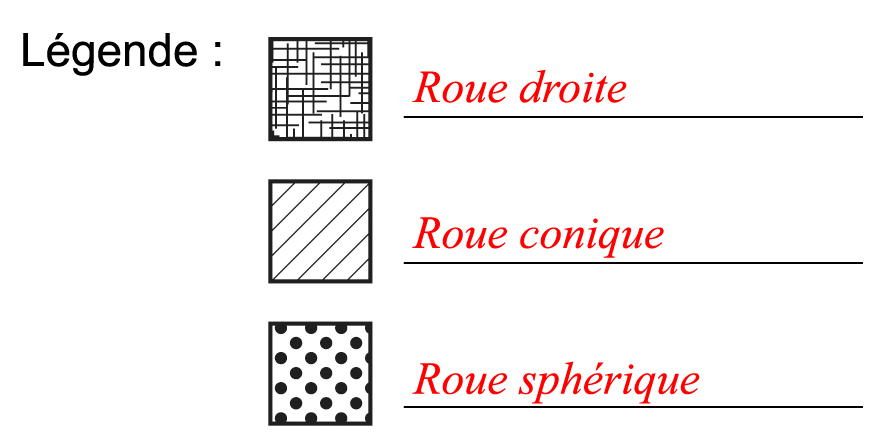 Légende :
Roue droite
Roue conique
Roue sphérique